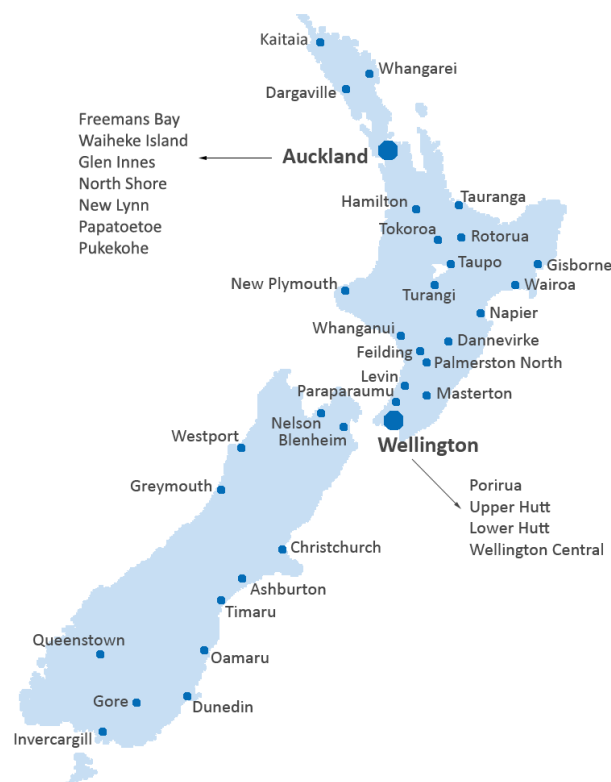 Kaitaia
Whangarei
Dargaville
Freemans Bay
Waiheke Island
Glen Innes
North Shore
New Lynn
Papatoetoe
Pukekohe
Auckland
Hamilton
Tauranga
Tokoroa
Rotorua
Taupo
Gisborne
New Plymouth
Turangi
Wairoa
Napier
Whanganui
Dannevirke
Feilding
Palmerston North
Levin
Paraparaumu
Masterton
Nelson
Blenheim
Westport
Wellington
Greymouth
Porirua
Upper Hutt
Lower Hutt
Wellington Central
Christchurch
Ashburton
Timaru
Queenstown
Oamaru
Gore
Dunedin
Invercargill